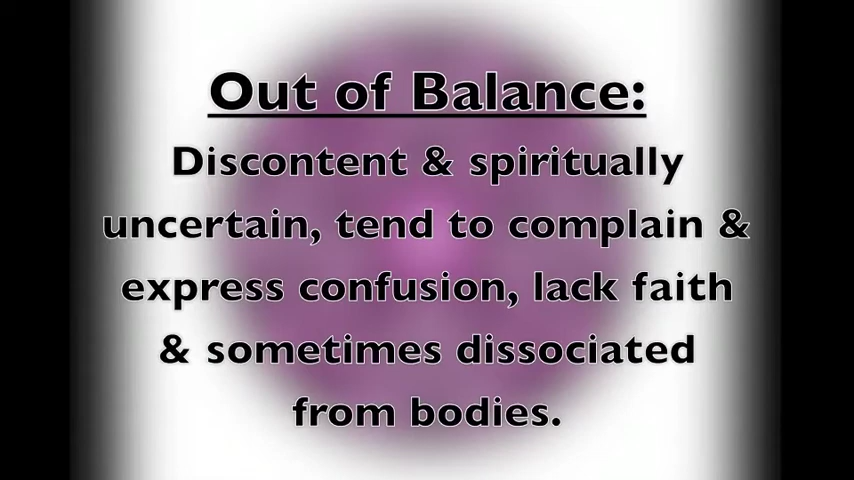 Out of Balance:
Discontent & spiritually
uncertain, tend to complain &
express confusion, lack faith
& sometimes dissociated
from bodies.